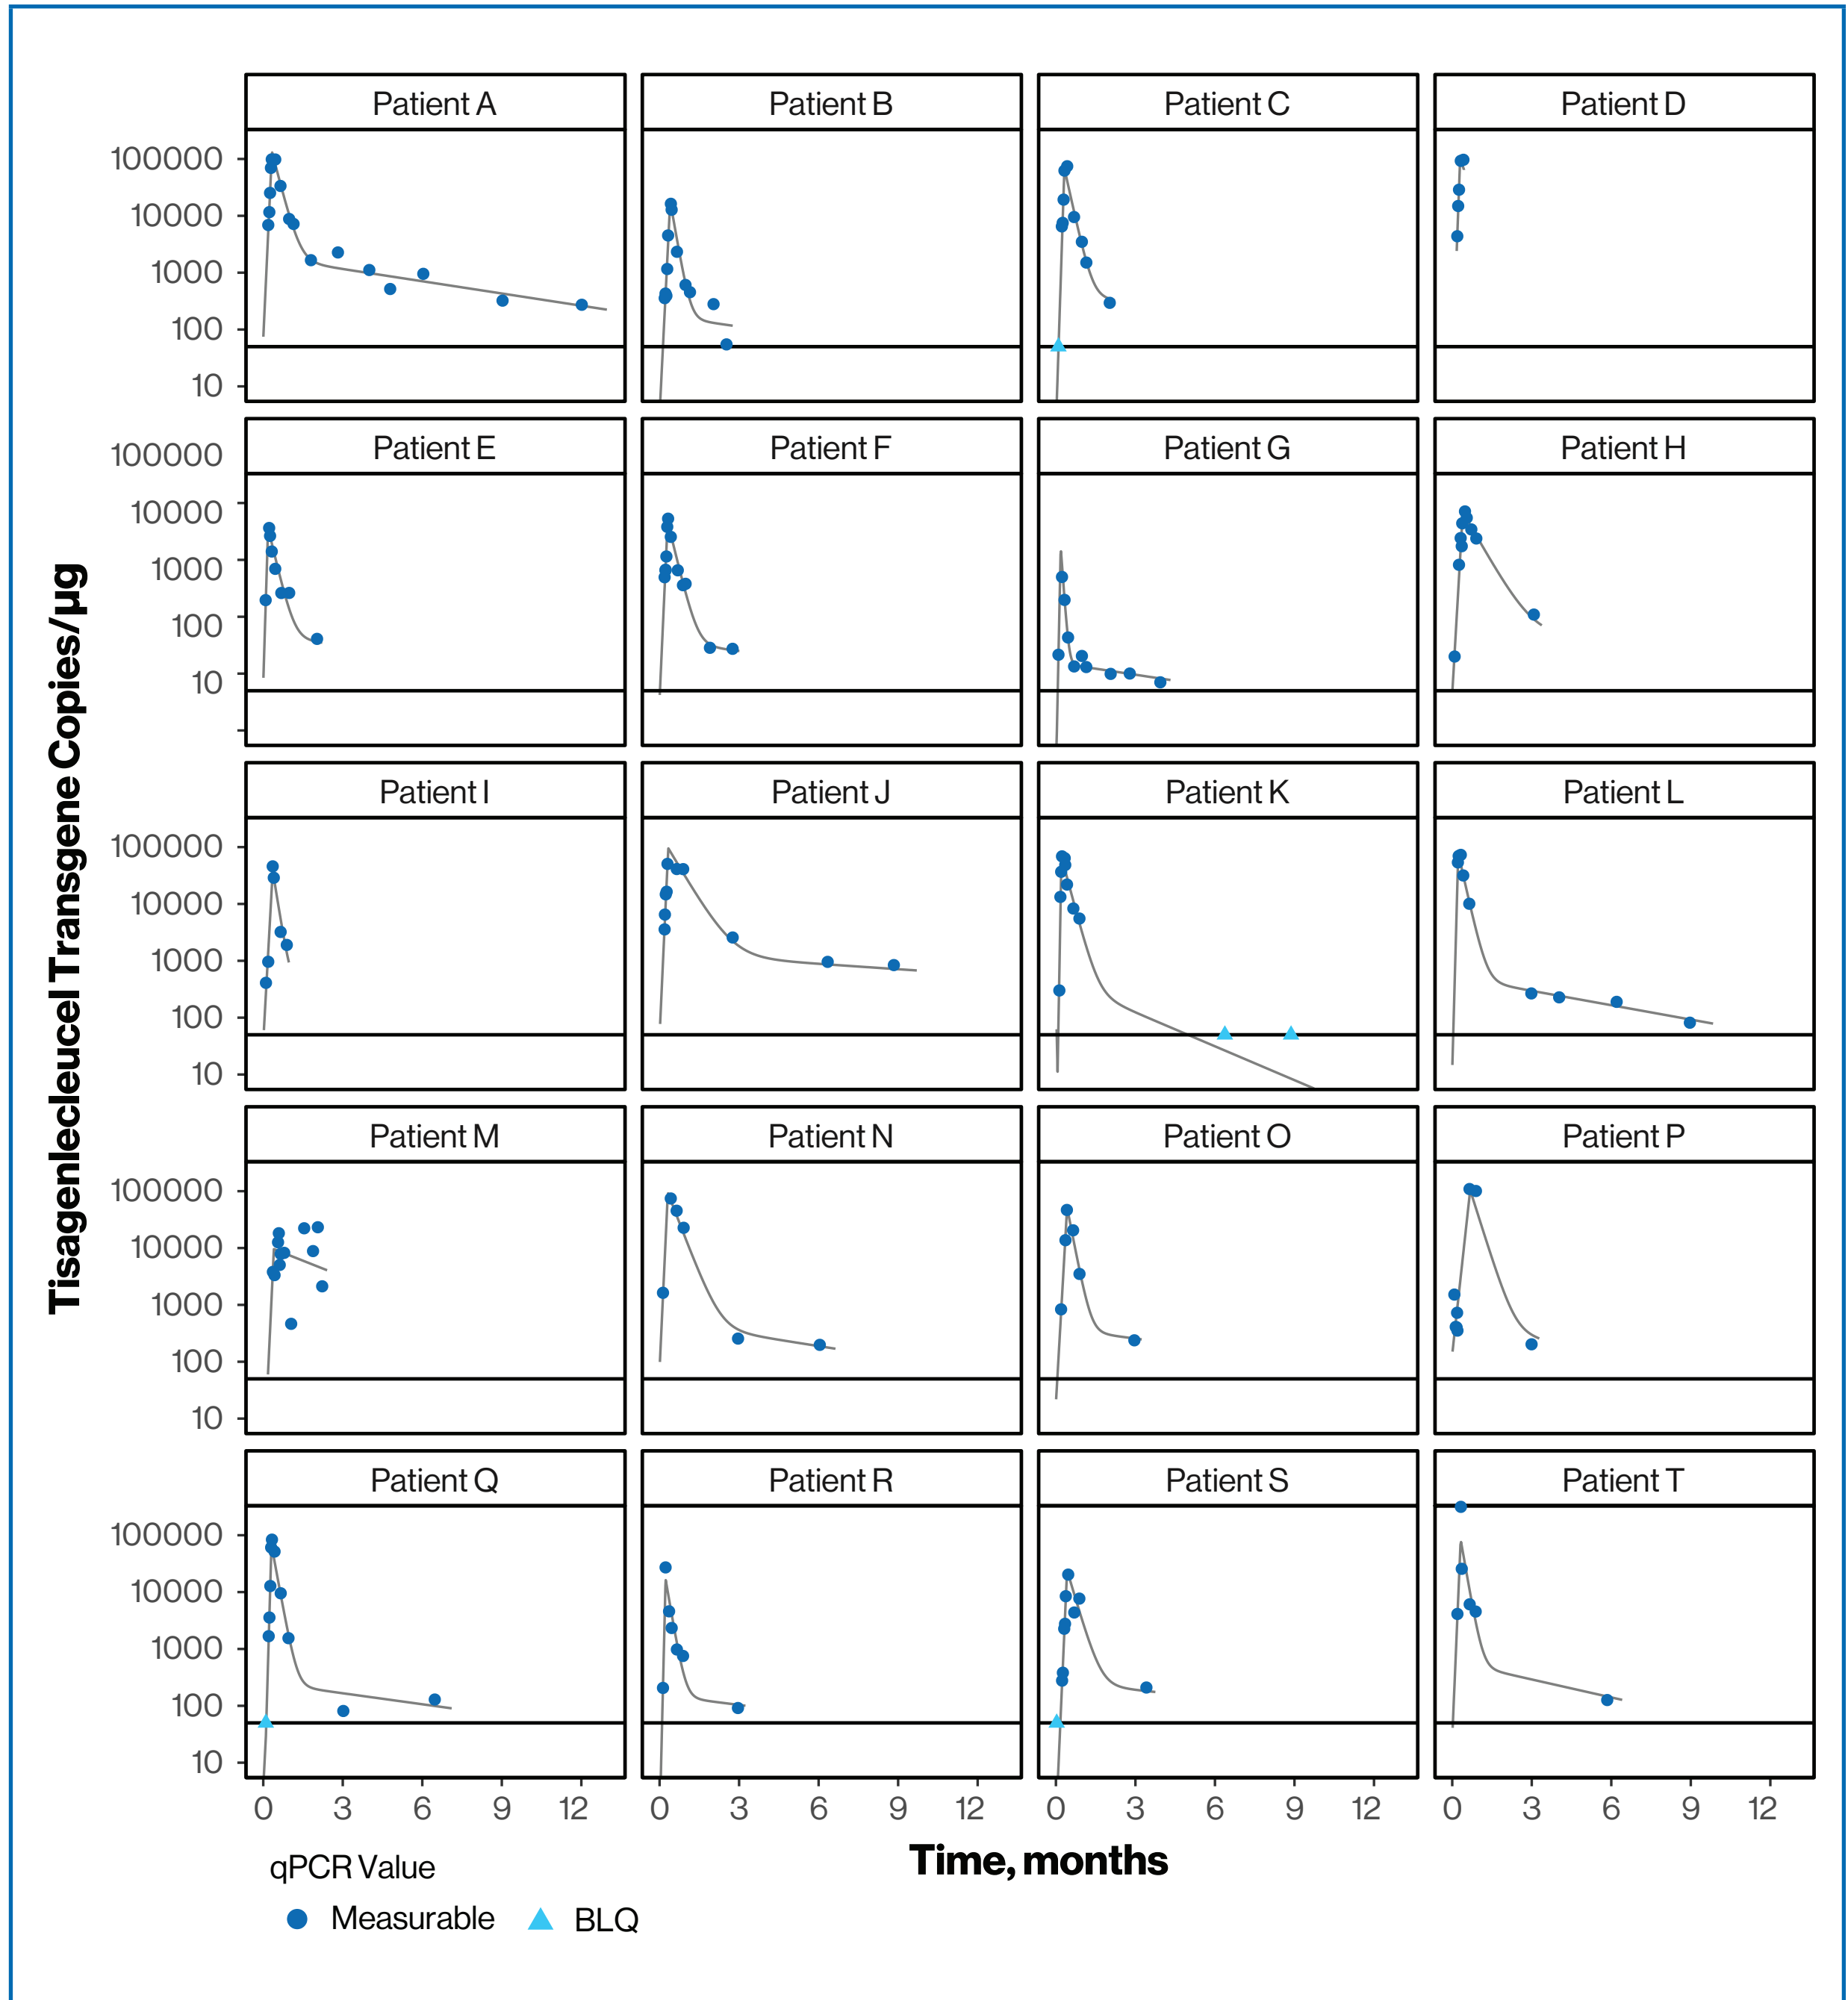 Patient A Patient B Patient C Patient D
100000
10000
1000
100
10
Patient E Patient F Patient G Patient H
100000
10000
1000
100
10
Patient I Patient J Patient K Patient L
100000
10000
1000
100
10
Patient M Patient N Patient O Patient P
100000
10000
1000
100
10
Patient Q Patient R Patient S Patient T
100000
10000
1000
100
10
0 3 6 9 12 0 3 6 9 12 0 3 6 9 12 0 3 6 9 12
Tisagenlecleucel Transgene Copies/µg
Time, months
qPCR Value
Measurable BLQ